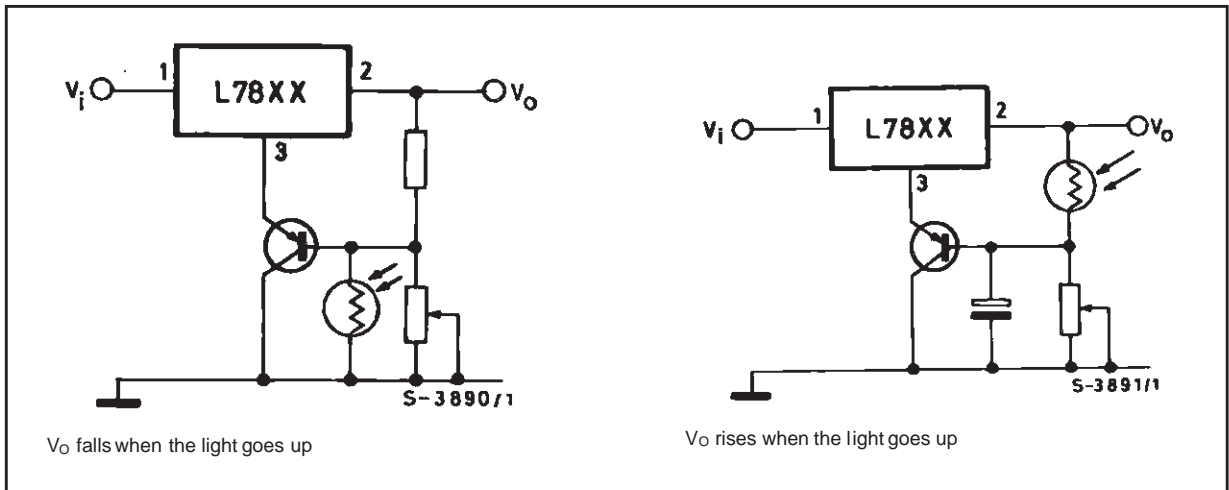 1
2
Vi
L78XX
Vo
3
S-3890/1
VO falls when the light goes up
1
2
Vi
L78XX
Vo
3
S-3891/1
VO rises when the light goes up